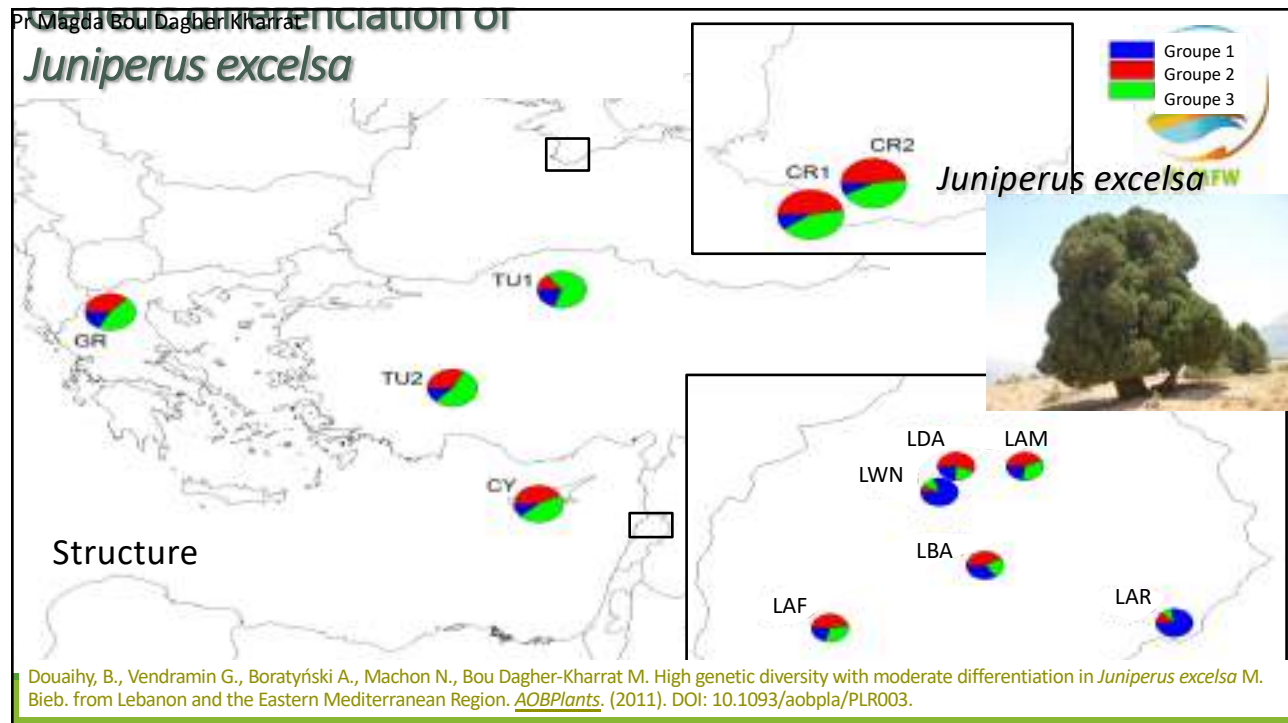 Pr Magda Bou Dagher Kharrat
Genetic differenciation of
Juniperus excelsa
Groupe 1
Groupe 2
Groupe 3
CR2
CR1
Juniperus excelsa
TU1
GR
TU2
CY
LDA
LAM
LWN
LBA
LAF
LAR
Structure
Douaihy, B., Vendramin G., Boratyński A., Machon N., Bou Dagher-Kharrat M. High genetic diversity with moderate differentiation in Juniperus excelsa M.
Bieb. from Lebanon and the Eastern Mediterranean Region. AOBPlants. (2011). DOI: 10.1093/aobpla/PLR003.